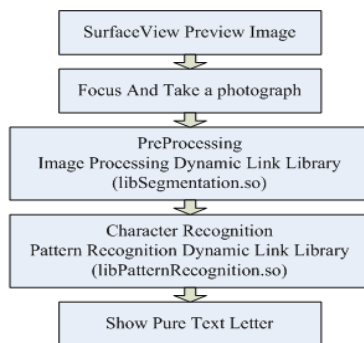 SurfaceView Preview Image
Focus And Take a photograph
PreProcessing
Image Processing Dynamic Link Library
(libSegmentation.so)
Character Recognition
Pattern Recognition Dynamic Link Library
(libPatternRecognition.so)
Show Pure Text Letter